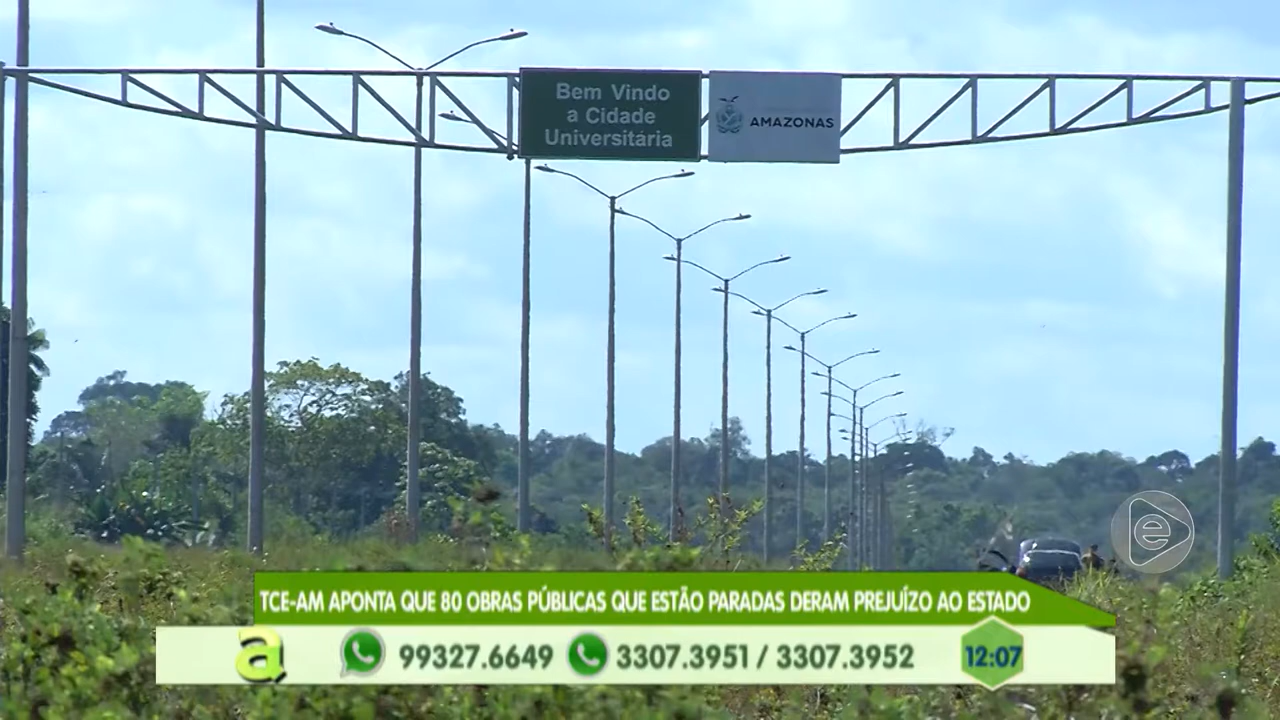 Bem Vindo
a Cidade
Universitária
AMAZONAS
e
TCE-AM APONTA QUE 80 OBRAS PÚBLICAS QUE ESTÃO PARADAS DERAM PREJUÍZO AO ESTADO
a 99327.6649 3307.3951 / 3307.3952 12:07